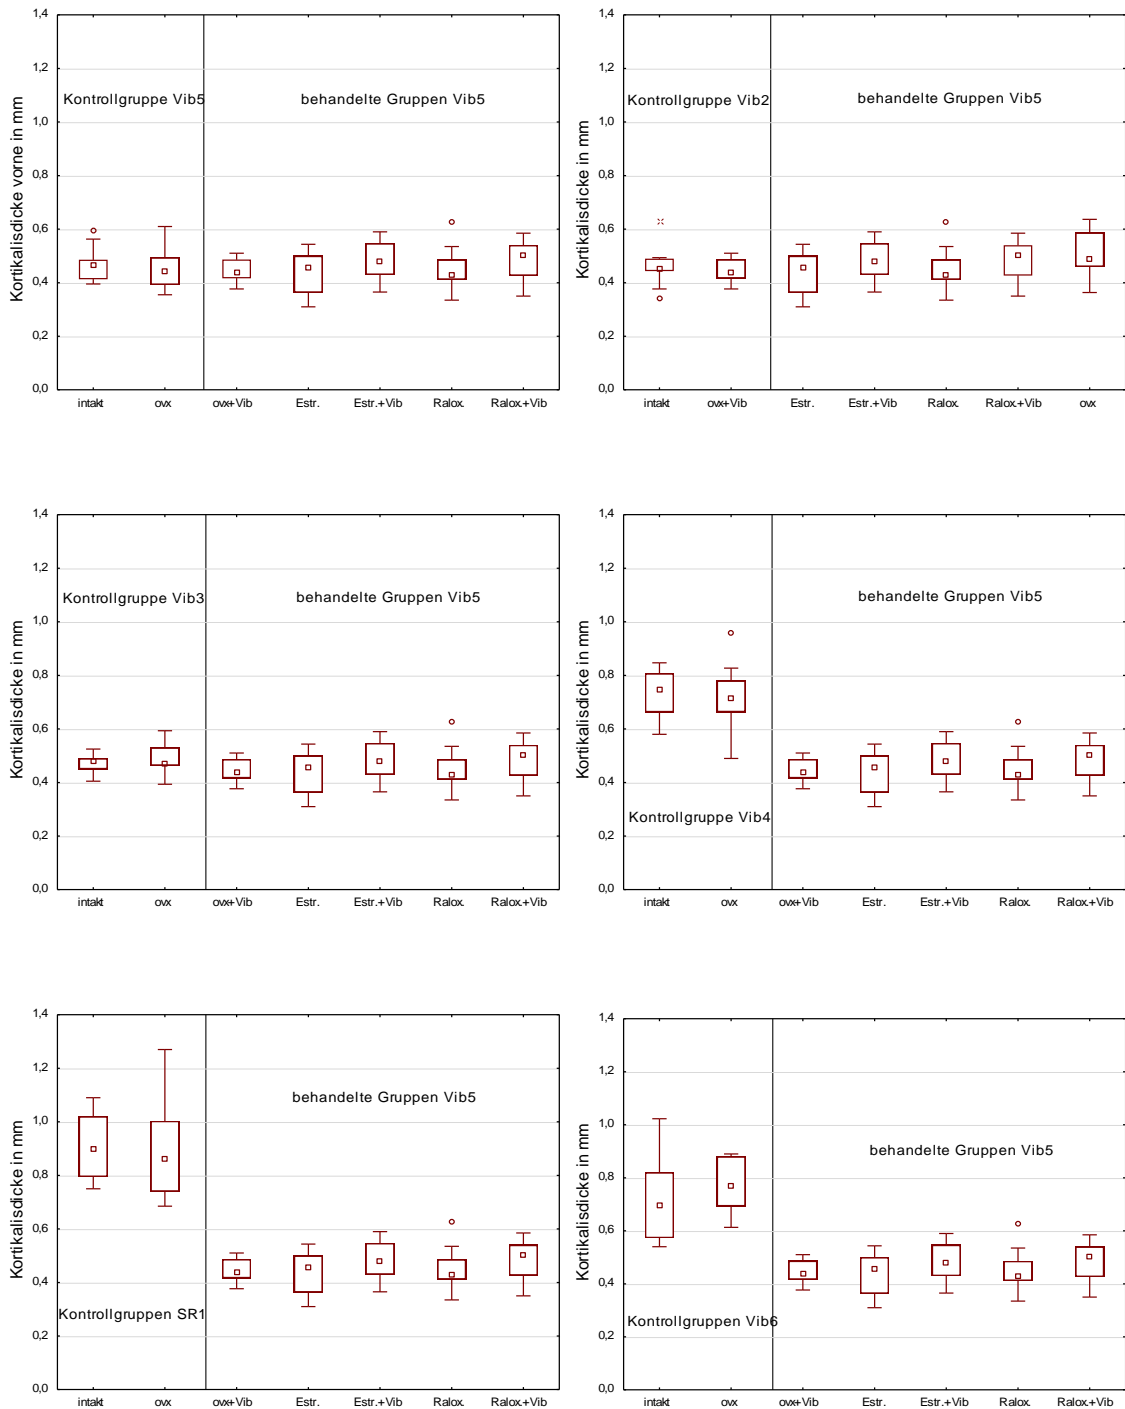 Kortikalisdicke vorne in mm
1,4
1,2
1,0
0,8
0,6
0,4
0,2
0,0
Kontrollgruppe Vib5
behandelte Gruppen Vib5
intakt ovx ovx+Vib Estr. Estr.+Vib Ralox. Ralox.+Vib
Kortikalisdicke in mm
1,4
1,2
1,0
0,8
0,6
0,4
0,2
0,0
Kontrollgruppe Vib2
behandelte Gruppen Vib5
intakt ovx+Vib Estr. Estr.+Vib Ralox. Ralox.+Vib ovx
Kortikalisdicke in mm
1,4
1,2
1,0
0,8
0,6
0,4
0,2
0,0
Kontrollgruppe Vib3
behandelte Gruppen Vib5
intakt ovx ovx+Vib Estr. Estr.+Vib Ralox. Ralox.+Vib
Kortikalisdicke in mm
1,4
1,2
1,0
0,8
0,6
0,4
0,2
0,0
behandelte Gruppen Vib5
Kontrollgruppe Vib4
intakt ovx ovx+Vib Estr. Estr.+Vib Ralox. Ralox.+Vib
Kortikalisdicke in mm
1,4
1,2
1,0
0,8
0,6
0,4
0,2
0,0
behandelte Gruppen Vib5
Kontrollgruppen SR1
intakt ovx ovx+Vib Estr. Estr.+Vib Ralox. Ralox.+Vib
Kortikalisdicke in mm
1,4
1,2
1,0
0,8
0,6
0,4
0,2
0,0
behandelte Gruppen Vib5
Kontrollgruppen Vib6
intakt ovx ovx+Vib Estr. Estr.+Vib Ralox. Ralox.+Vib